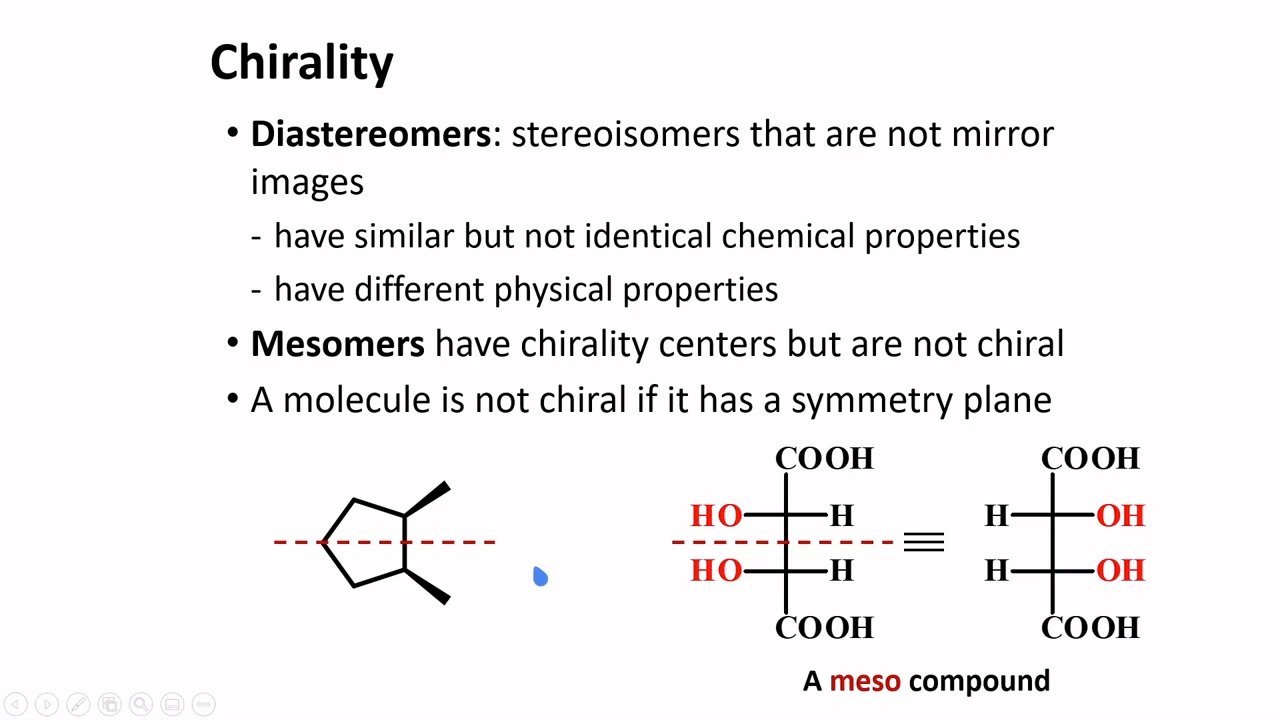 Chirality
• Diastereomers: stereoisomers that are not mirror
images
- have similar but not identical chemical properties
- have different physical properties
• Mesomers have chirality centers but are not chiral
• A molecule is not chiral if it has a symmetry plane
COOH COOH
HO H H OH
HO H H OH
COOH COOH
A meso compound